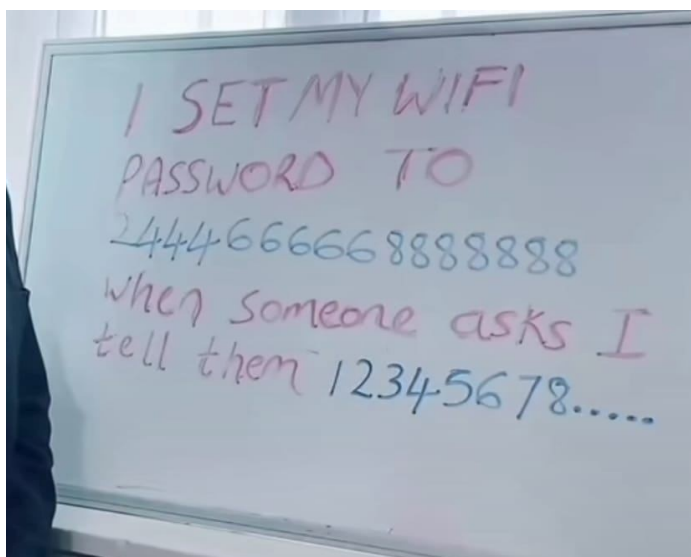 I SET MY WIFI
PASSWORD TO
2444666668888888
when someone asks I
tell them 12345678.....